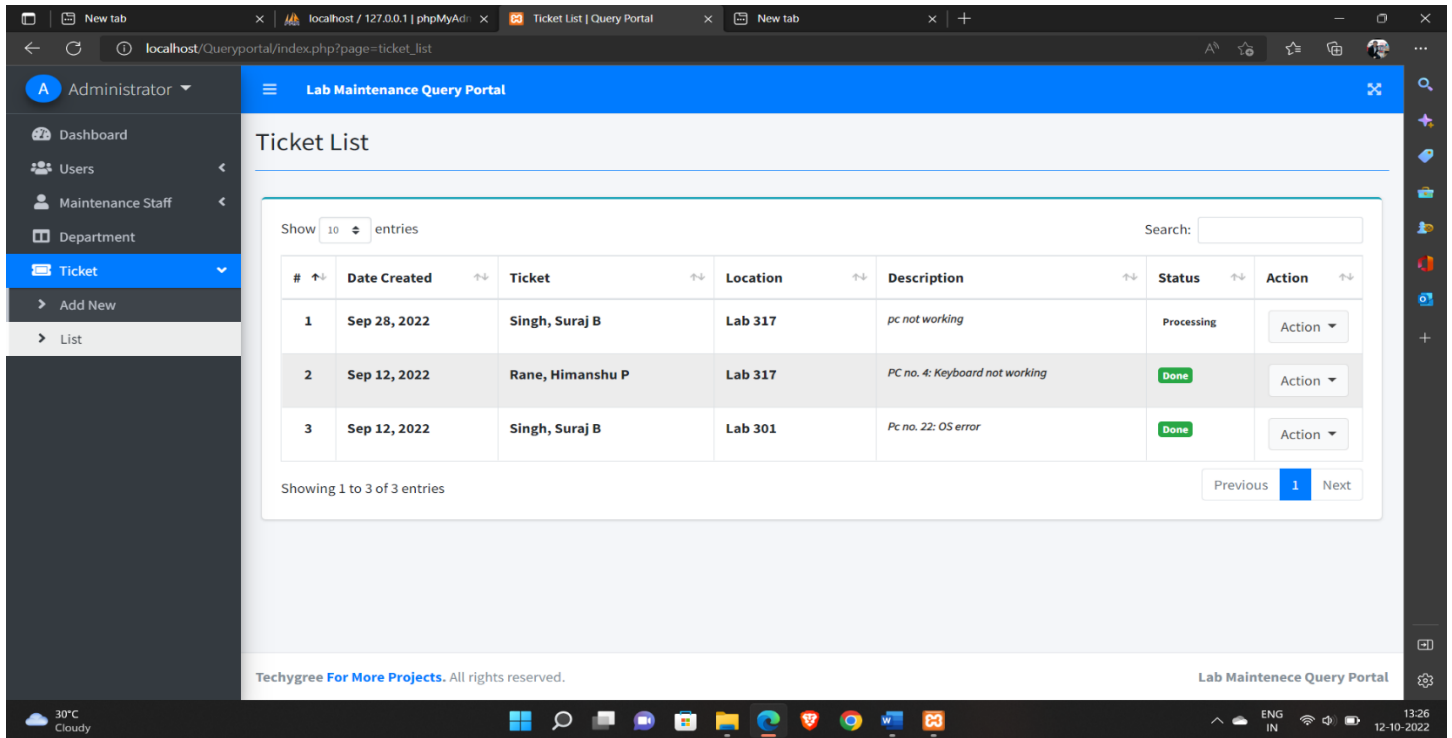 New tab
localhost / 127.0.0.1 | phpMyAdn
Ticket List | Query Portal
New tab
localhost/Queryportal/index.php?page=ticket_list
A Administrator
Lab Maintenance Query Portal
Dashboard
Users
Maintenance Staff
Department
Ticket
Add New
List
Ticket List
Show 10 entries
Search:
# Date Created Ticket Location Description Status Action
1 Sep 28, 2022 Singh, Suraj B Lab 317 pc not working Processing Action
2 Sep 12, 2022 Rane, Himanshu P Lab 317 PC no. 4: Keyboard not working Done Action
3 Sep 12, 2022 Singh, Suraj B Lab 301 Pc no. 22: OS error Done Action
Showing 1 to 3 of 3 entries
Previous 1 Next
Techygree For More Projects. All rights reserved.
Lab Maintenece Query Portal
30°C
Cloudy
ENG
IN
13:26
12-10-2022